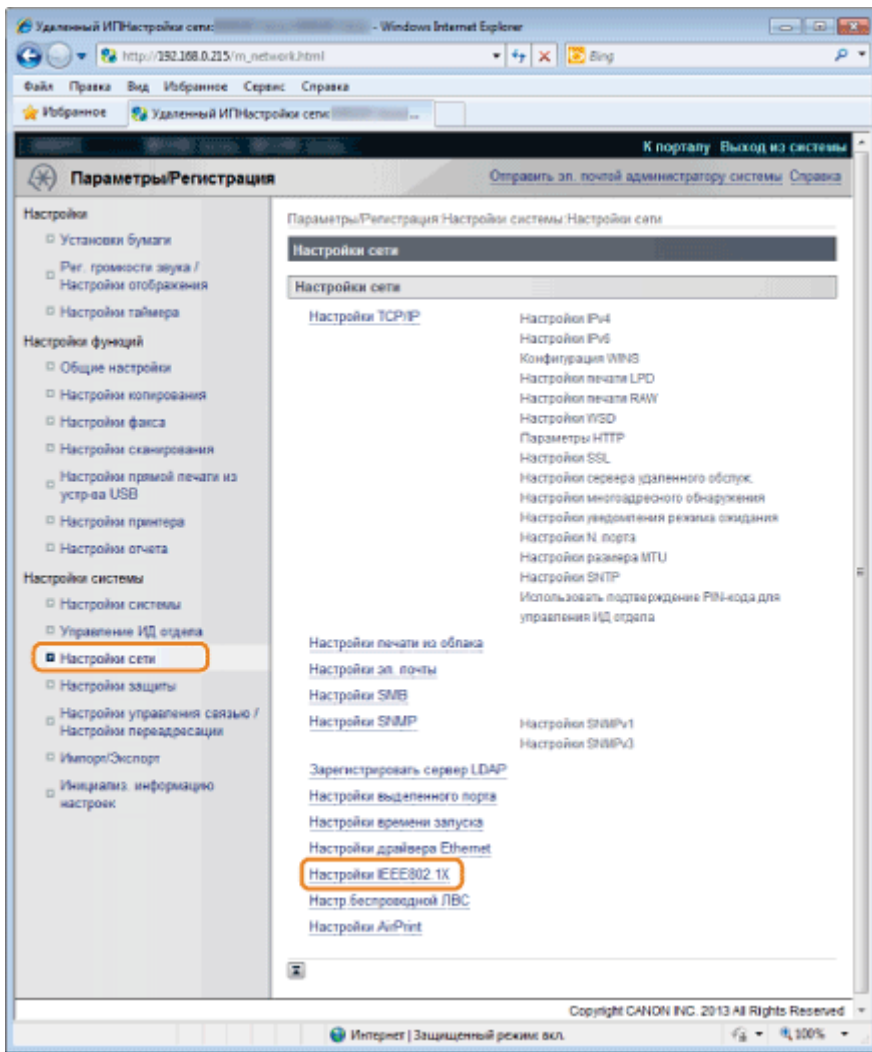 Удаленный ИПНастройки сети: - Windows Internet Explorer
http://192.168.0.215/m_network.html
Bing
Файл Правка Вид Избранное Сервис Справка
Избранное Удаленный ИПНастройки сети: ...
К порталу Выход из системы
Параметры/Регистрация
Отправить эл. почтой администратору системы Справка
Настройки
Установки бумаги
Рег. громкости звука /
Настройки отображения
Настройки таймера
Настройки функций
Общие настройки
Настройки копирования
Настройки факса
Настройки сканирования
Настройки прямой печати из
устр-ва USB
Настройки принтера
Настройки отчета
Настройки системы
Настройки системы
Управление ИД отдела
Настройки сети
Настройки защиты
Настройки управления связью /
Настройки переадресации
Импорт/Экспорт
Инициализ. информацию
настроек
Параметры/Регистрация:Настройки системы:Настройки сети
Настройки сети
Настройки сети
Настройки TCP/IP
Настройки IPv4
Настройки IPv6
Конфигурация WINS
Настройки печати LPD
Настройки печати RAW
Настройки WSD
Параметры HTTP
Настройки SSL
Настройки сервера удаленного обслуж.
Настройки многоадресного обнаружения
Настройки уведомления режима ожидания
Настройки N. порта
Настройки размера MTU
Настройки SNTP
Использовать подтверждение PIN-кода для
управления ИД отдела
Настройки печати из облака
Настройки эл. почты
Настройки SMB
Настройки SNMP
Настройки SNMPv1
Настройки SNMPv3
Зарегистрировать сервер LDAP
Настройки выделенного порта
Настройки времени запуска
Настройки драйвера Ethernet
Настройки IEEE802.1X
Настр.беспроводной ЛВС
Настройки AirPrint
Copyright CANON INC. 2013 All Rights Reserved
Интернет | Защищенный режим: вкл.
100%